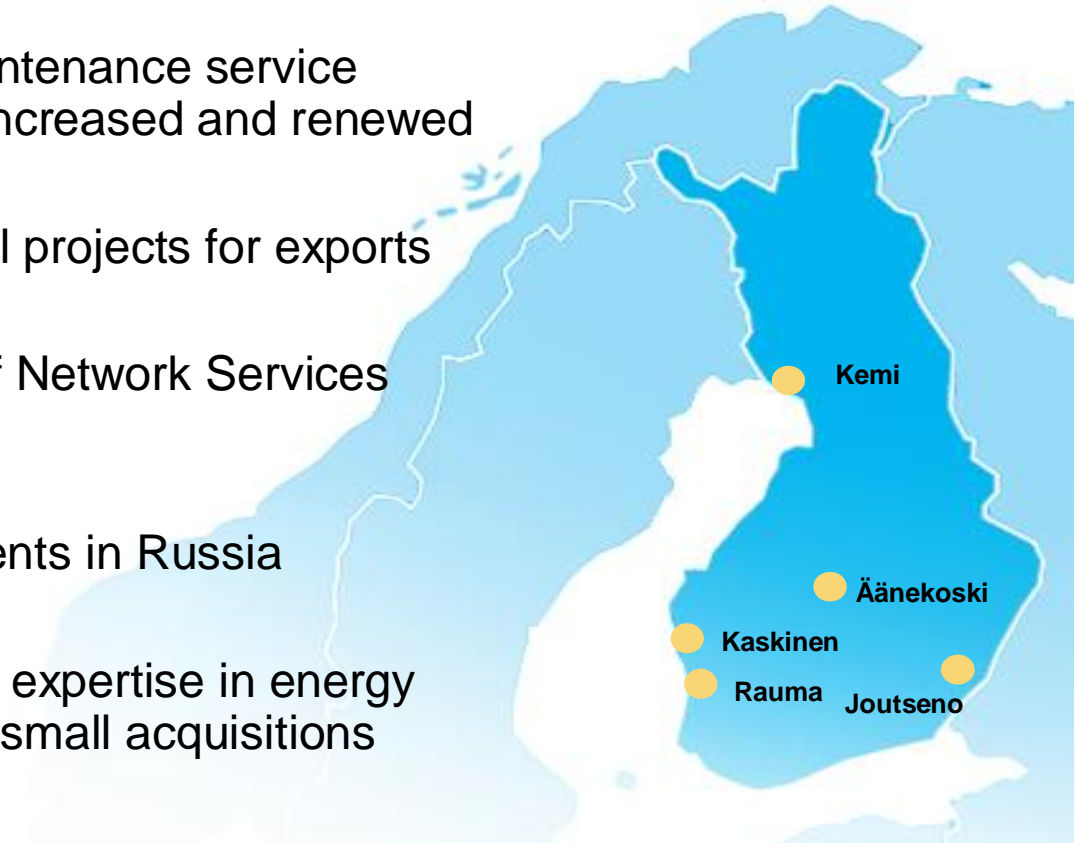 ntenance service
ncreased and renewed
l projects for exports
f Network Services
Kemi
ents in Russia
Äänekoski
Kaskinen
expertise in energy
Rauma
Joutseno
small acquisitions